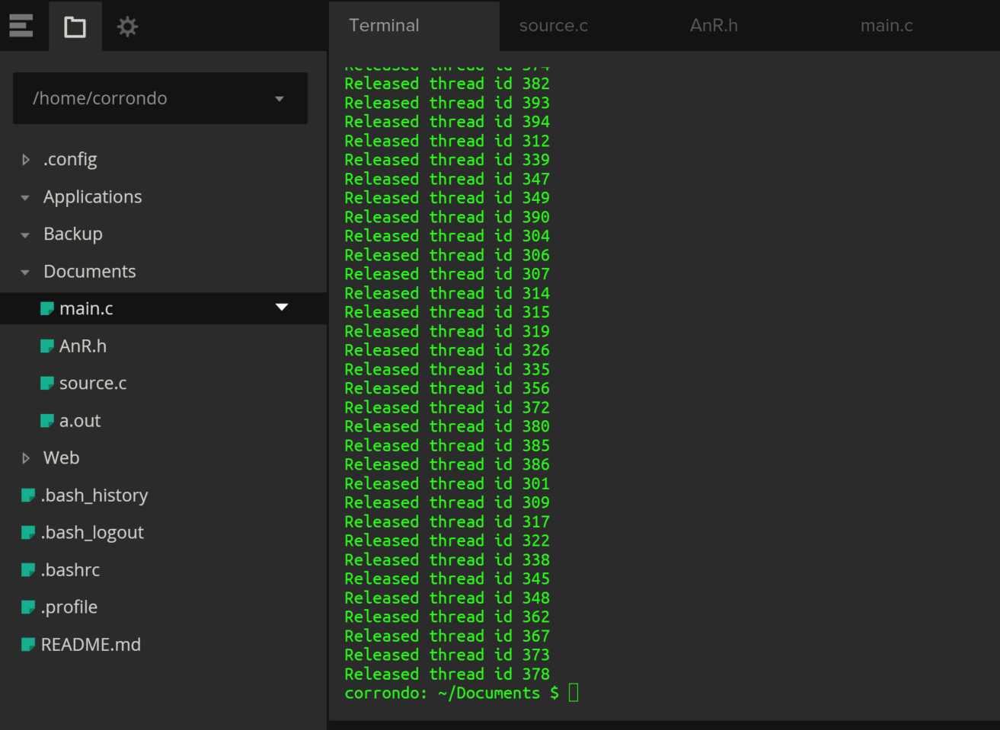 Terminal
source.c
AnR.h
main.c
/home/corrondo
.config
Applications
Backup
Documents
main.c
AnR.h
source.c
a.out
Web
.bash_history
.bash_logout
.bashrc
.profile
README.md
Released thread id 374
Released thread id 382
Released thread id 393
Released thread id 394
Released thread id 312
Released thread id 339
Released thread id 347
Released thread id 349
Released thread id 390
Released thread id 304
Released thread id 306
Released thread id 307
Released thread id 314
Released thread id 315
Released thread id 319
Released thread id 326
Released thread id 335
Released thread id 356
Released thread id 372
Released thread id 380
Released thread id 385
Released thread id 386
Released thread id 301
Released thread id 309
Released thread id 317
Released thread id 322
Released thread id 338
Released thread id 345
Released thread id 348
Released thread id 362
Released thread id 367
Released thread id 373
Released thread id 378
corrondo: ~/Documents $